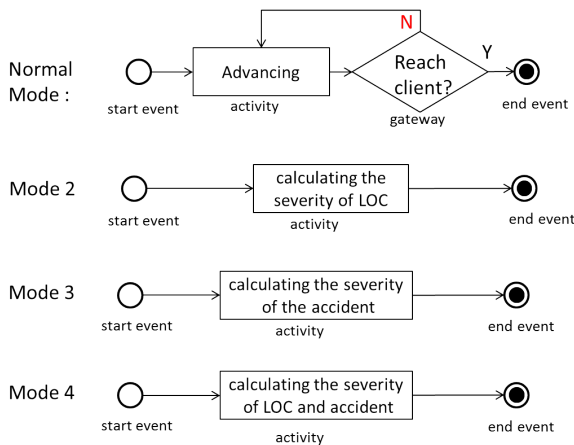 N
Normal
Mode :
Advancing
Reach
client?
Y
start event
activity
gateway
end event
Mode 2
calculating the
severity of LOC
start event
activity
end event
Mode 3
calculating the severity
of the accident
start event
activity
end event
Mode 4
calculating the severity
of LOC and accident
start event
activity
end event